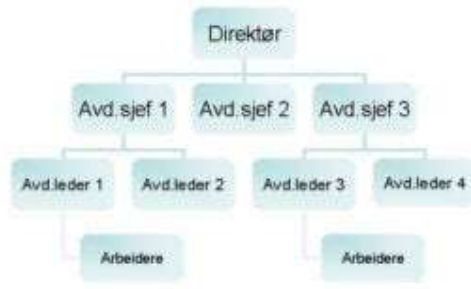 Direktør
Avd.sjef 1 Avd.sjef 2 Avd.sjef 3
Avd.leder 1 Avd.leder 2 Avd.leder 3 Avd.leder 4
Arbeidere Arbeidere